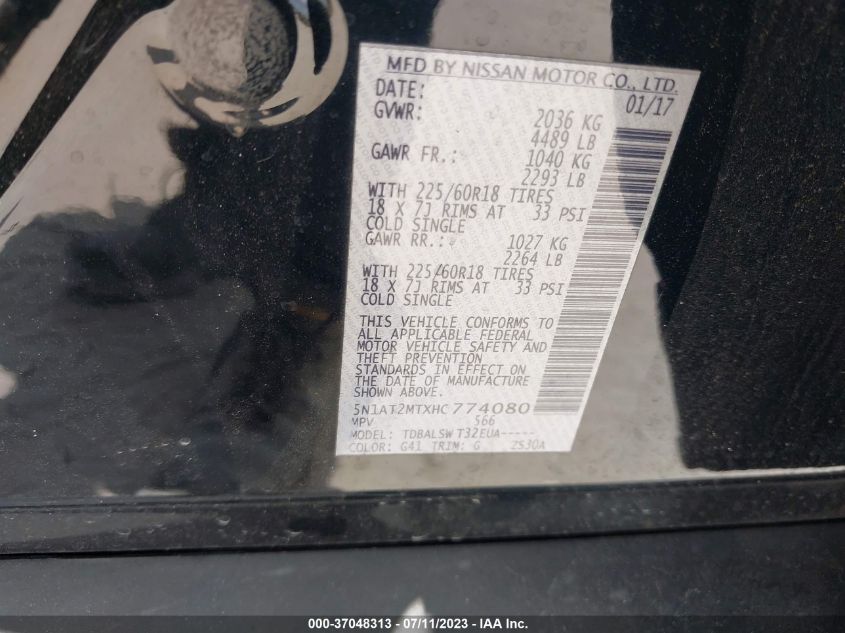 MFD BY NISSAN MOTOR CO., LTD.
DATE: 01/17
GVWR: 2036 KG
4489 LB
GAWR FR.: 1040 KG
2293 LB
WITH 225/60R18 TIRES
18 X 7J RIMS AT 33 PSI
COLD SINGLE
GAWR RR.: 1027 KG
2264 LB
WITH 225/60R18 TIRES
18 X 7J RIMS AT 33 PSI
COLD SINGLE
THIS VEHICLE CONFORMS TO
ALL APPLICABLE FEDERAL
MOTOR VEHICLE SAFETY AND
THEFT PREVENTION
STANDARDS IN EFFECT ON
THE DATE OF MANUFACTURE
SHOWN ABOVE.
5N1AT2MTXHC774080
MPV 566
MODEL: TDBALSW T32EUA-----
COLOR: G41 TRIM: G 2530A
000-37048313 - 07/11/2023 - IAA Inc.